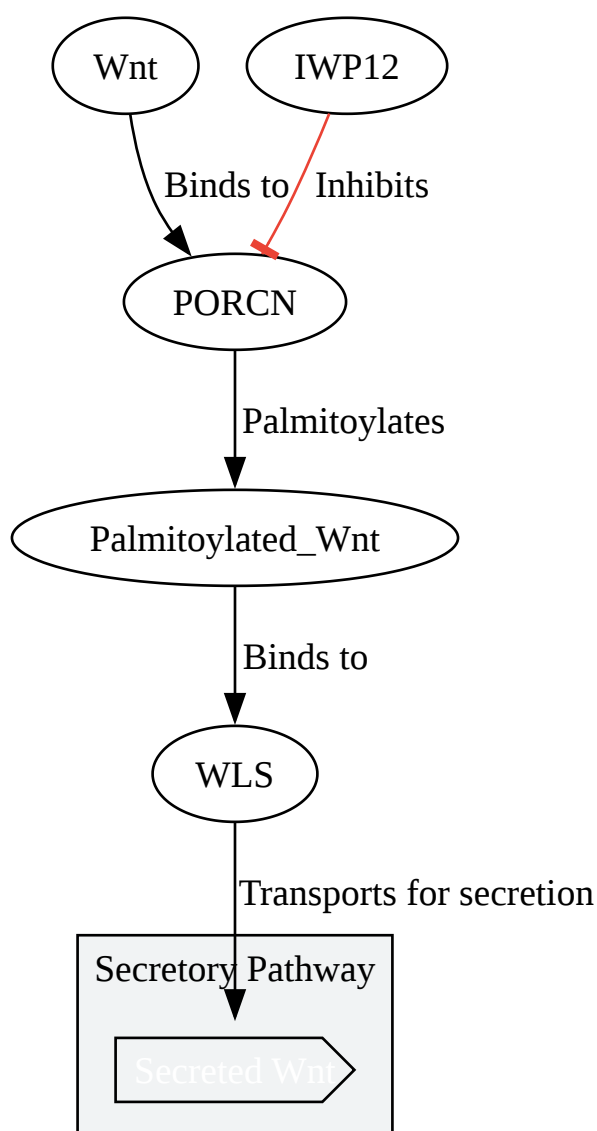 Wnt
IWP12
Binds to
Inhibits
PORCN
Palmitoylates
Palmitoylated_Wnt
Binds to
WLS
Transports for secretion
Secretory Pathway
Secreted Wnt